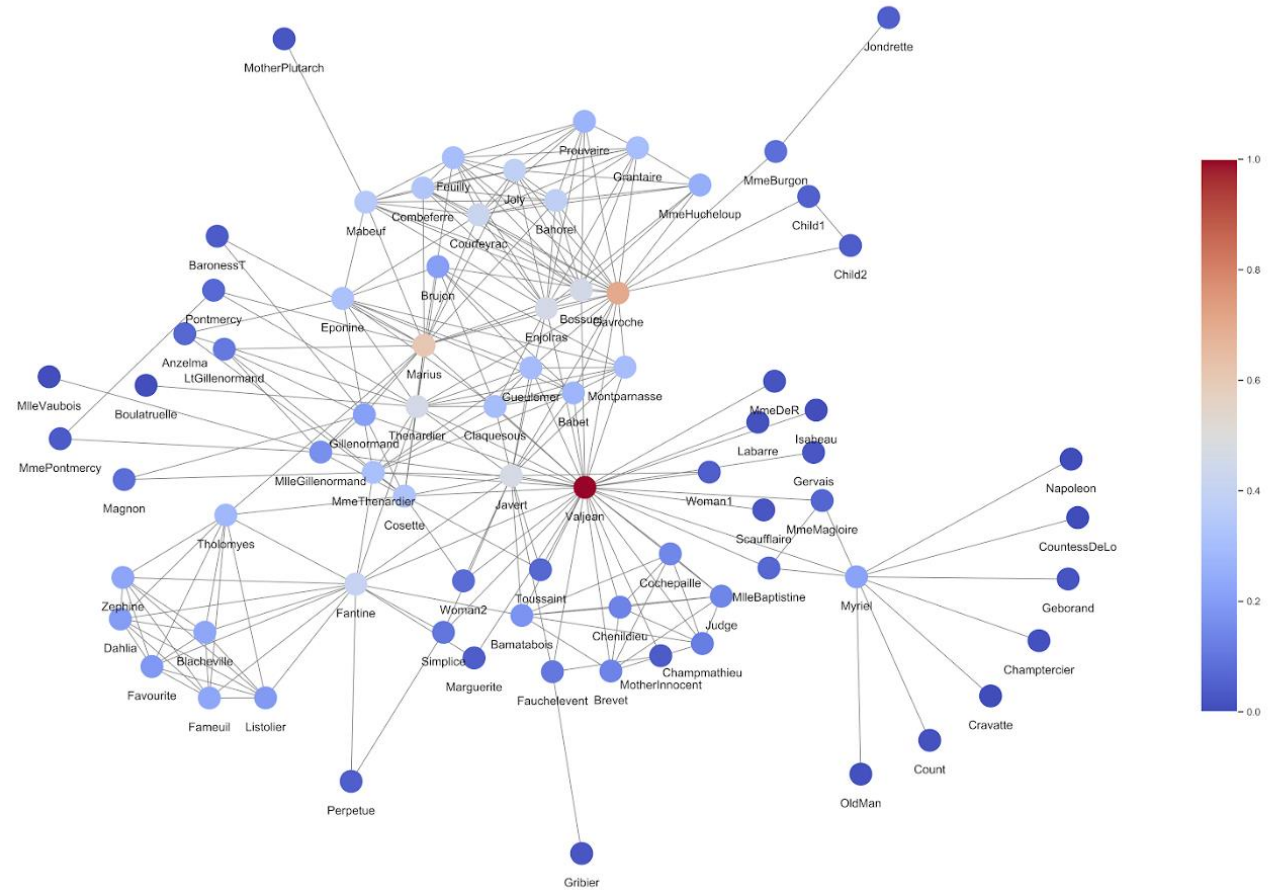 Jondrette
MotherPlutarch
Prouvaire
Grantaire
MmeBurgon
Feuilly
Joly
MmeHucheloup
Combeferre
Child1
Mabeuf
Bahorel
Courfeyrac
BaronessT
Child2
Brujon
Pontmercy
Bossuet
Gavroche
Eponine
Enjolras
Anzelma
Marius
LtGillenormand
MlleVaubois
Boulatruelle
Gueulemer
Montparnasse
MmeDeR
Thenardier
Claquesous
Babet
Isabeau
Gillenormand
Labarre
MmePontmercy
MlleGillenormand
Gervais
Napoleon
Magnon
MmeThenardier
Javert
Woman1
Valjean
Cosette
MmeMagloire
Scaufflaire
Tholomyes
CountessDeLo
Cochepaille
MlleBaptistine
Toussaint
Zephine
Fantine
Woman2
Myriel
Geborand
Judge
Chenildieu
Bamatabois
Dahlia
Blacheville
Simplice
Champtercier
Champmathieu
MotherInnocent
Marguerite
Favourite
Fauchelevent
Brevet
Cravatte
Fameuil
Listolier
Count
OldMan
Perpetue
Gribier
1.0
0.8
0.6
0.4
0.2
0.0